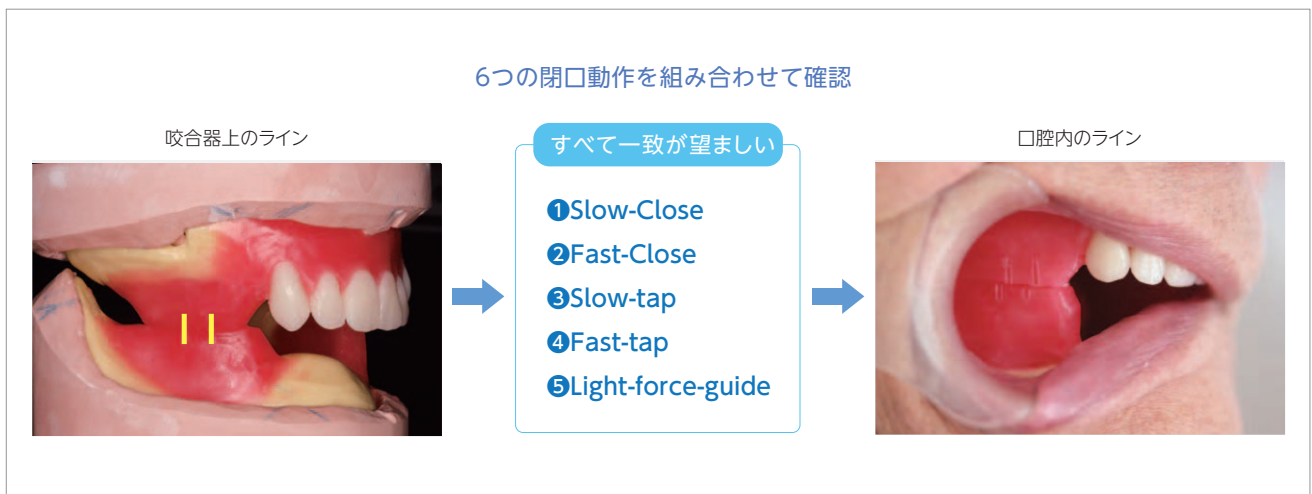 6つの閉口動作を組み合わせて確認
咬合器上のライン
すべて一致が望ましい
❶Slow-Close
❷Fast-Close
❸Slow-tap
❹Fast-tap
❺Light-force-guide
口腔内のライン